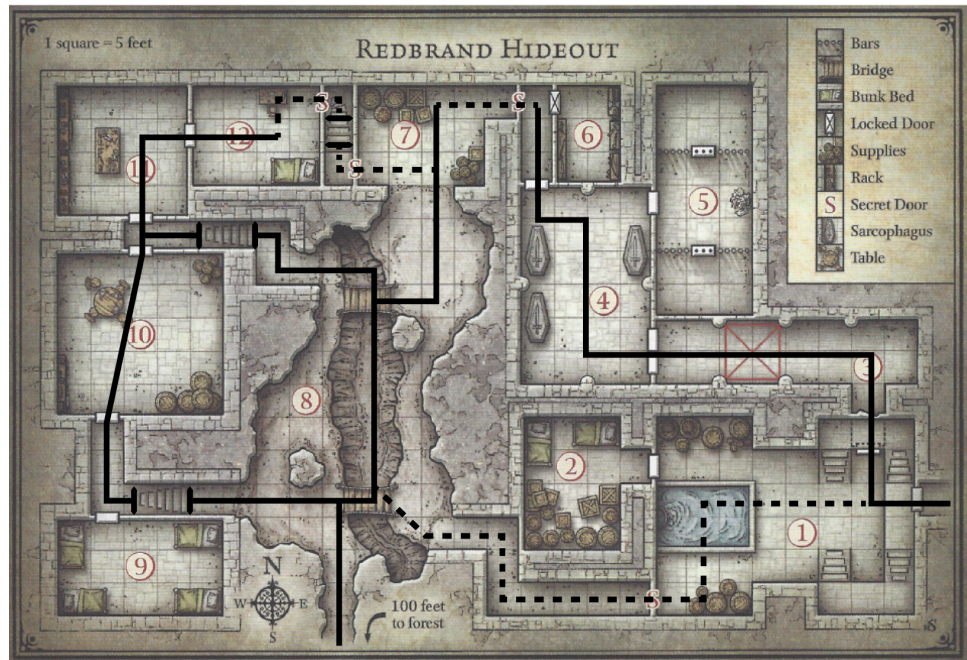 1 square = 5 feet
REDBRAND HIDEOUT
Bars
Bridge
Bunk Bed
Locked Door
Supplies
Rack
S Secret Door
Sarcophagus
Table
S
S
12
7
6
11
S
5
4
10
3
8
2
1
9
N
W E
S
S
100 feet
to forest